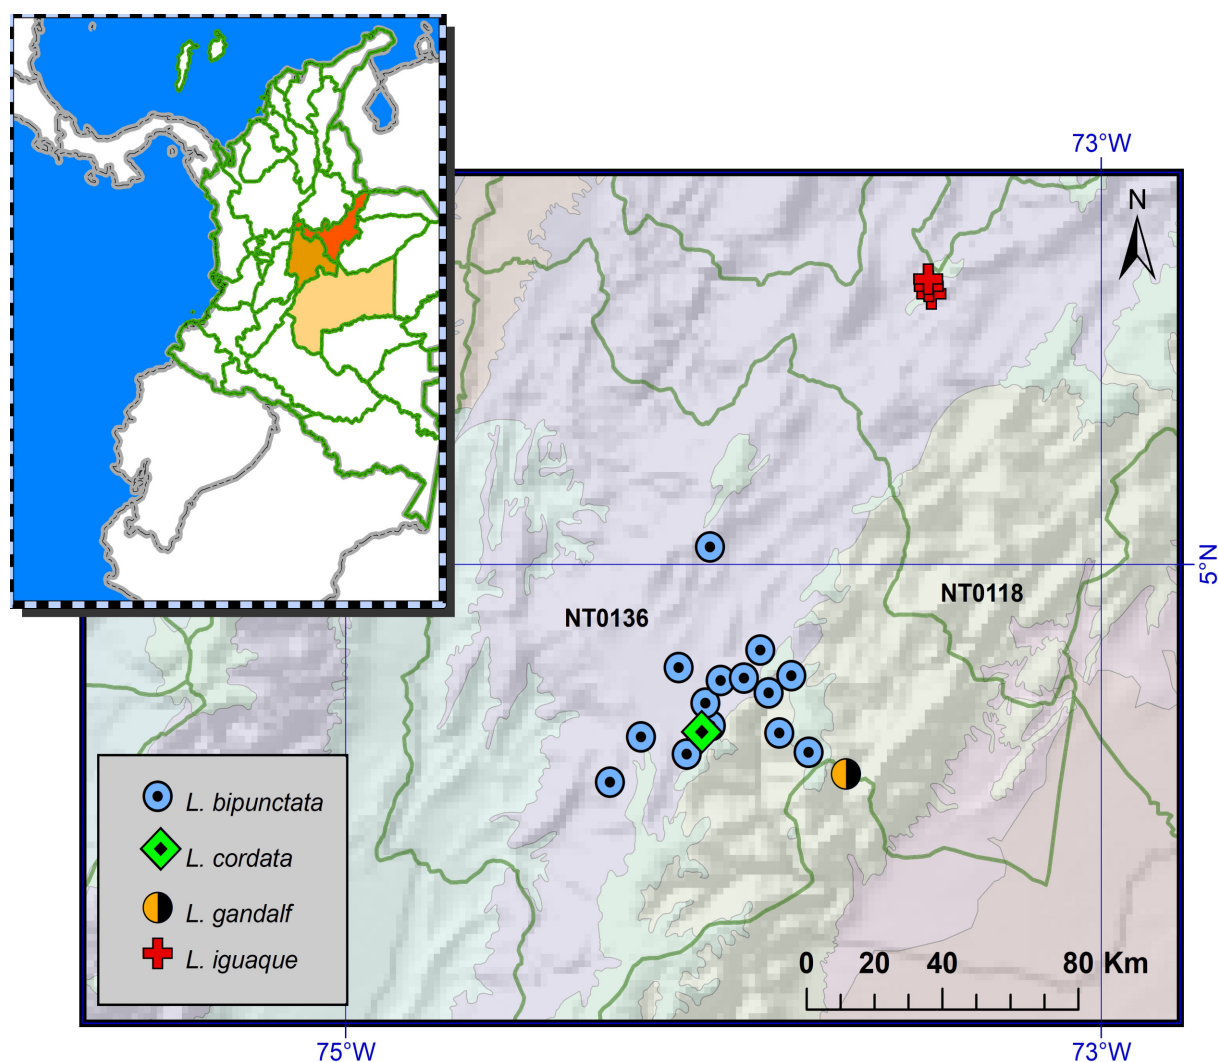 73°W
N
5°N
NT0118
NT0136
L. bipunctata
L. cordata
L. gandalf
L. iguaque
0 20 40 80 Km
75°W 73°W